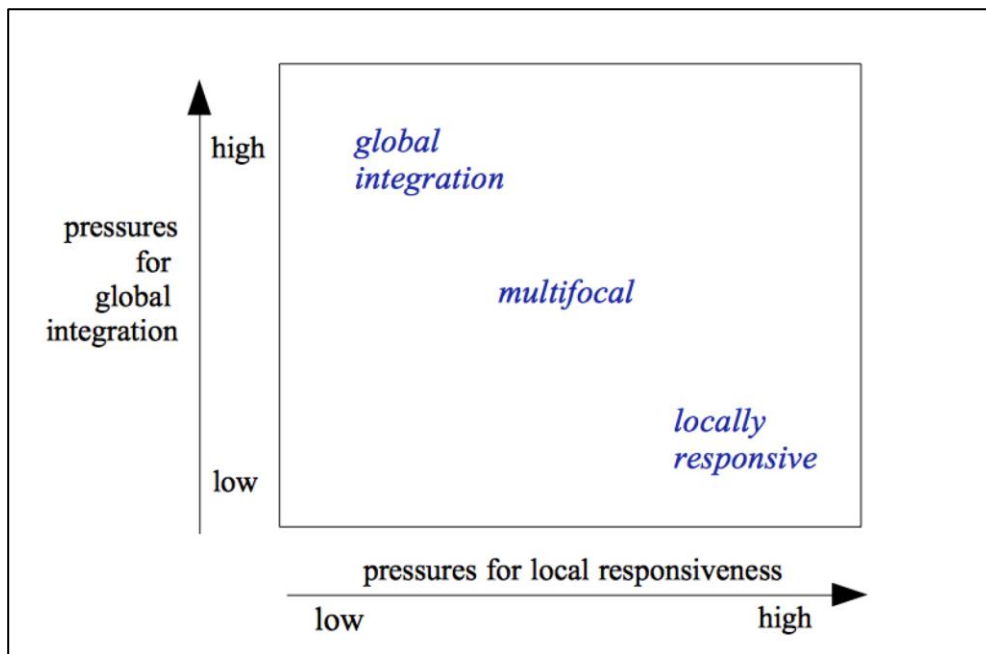 high
global
integration
pressures
for
global
integration
multifocal
locally
responsive
low
pressures for local responsiveness
low
high